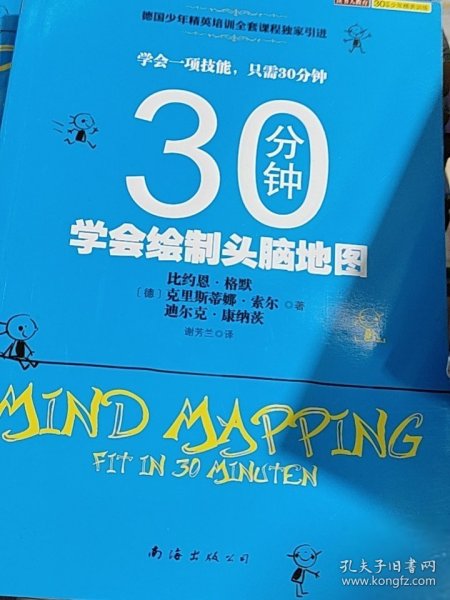 德国少年精英培训全套课程独家引进
学会一项技能，只需30分钟
30分钟
学会绘制头脑地图
比约恩·格默
〔德〕克里斯蒂娜·索尔 著
迪尔克·康纳茨
谢芳兰·译
MIND MAPPING
FIT IN 30 MINUTEN
南海出版公司
孔夫子旧书网
www.kongfz.com